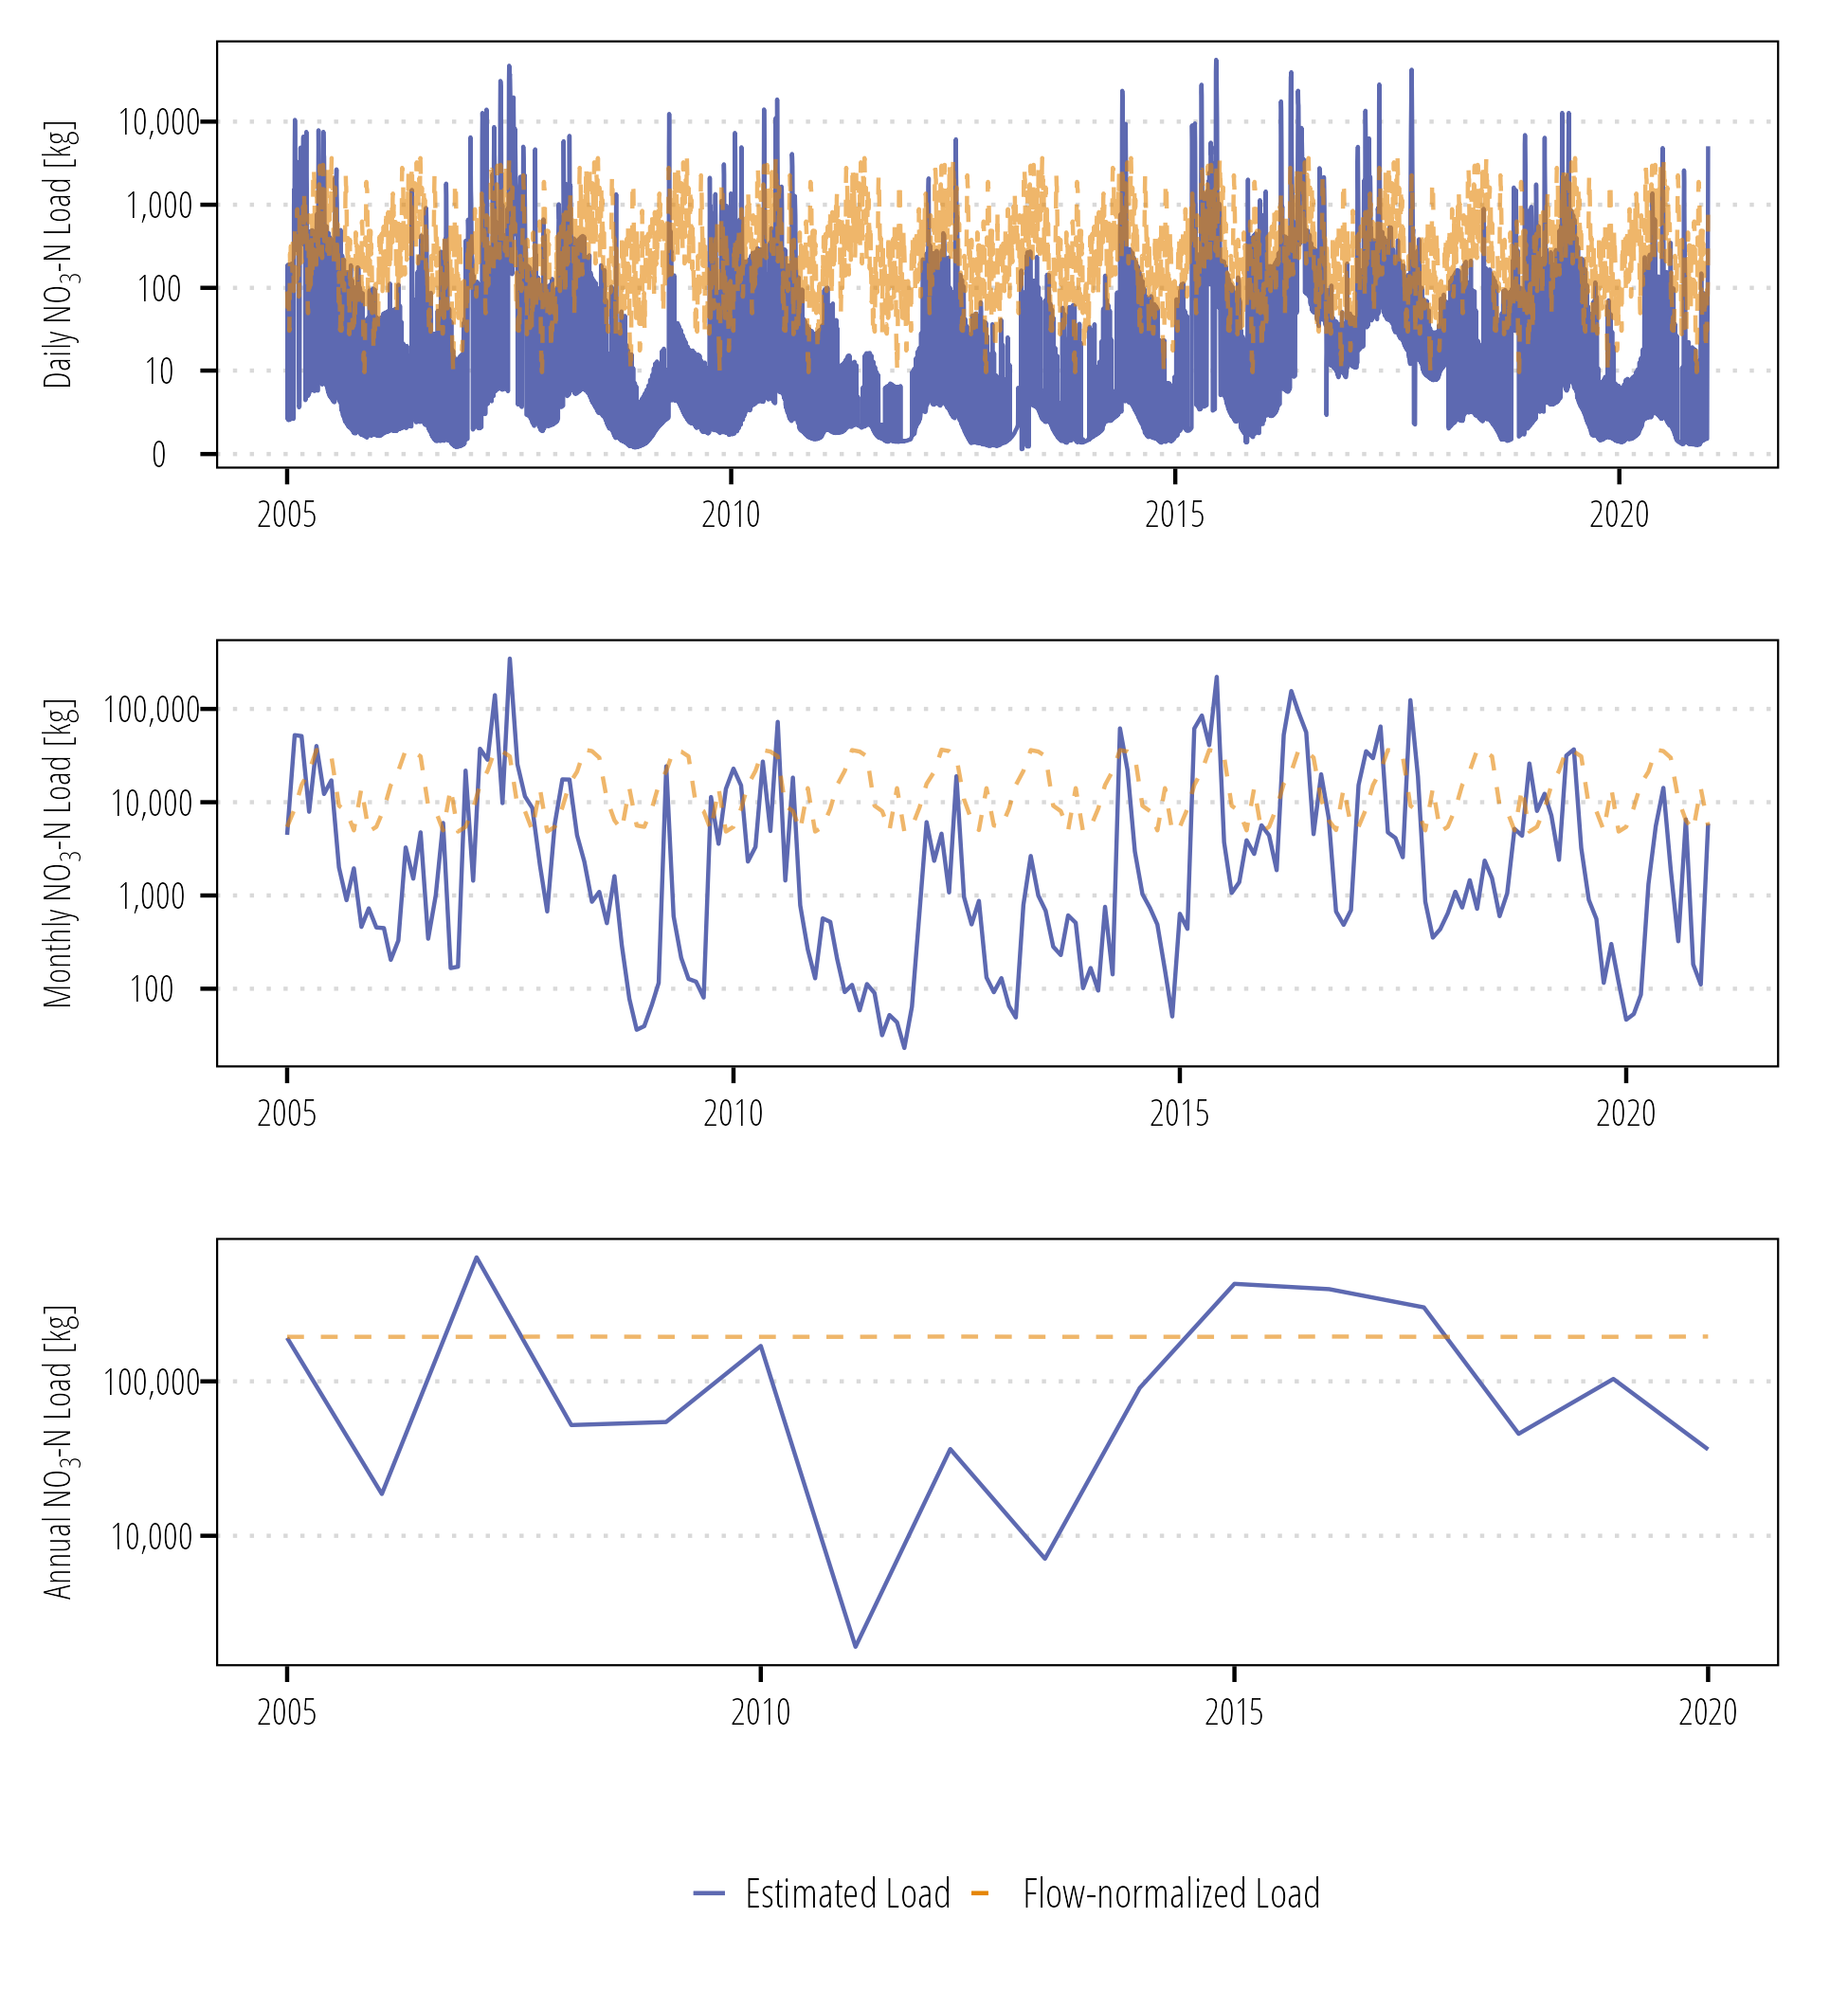 Daily NO3-N Load [kg]
10,000
1,000
100
10
0
2005 2010 2015 2020
Monthly NO3-N Load [kg]
100,000
10,000
1,000
100
2005 2010 2015 2020
Annual NO3-N Load [kg]
100,000
10,000
2005 2010 2015 2020
Estimated Load Flow-normalized Load